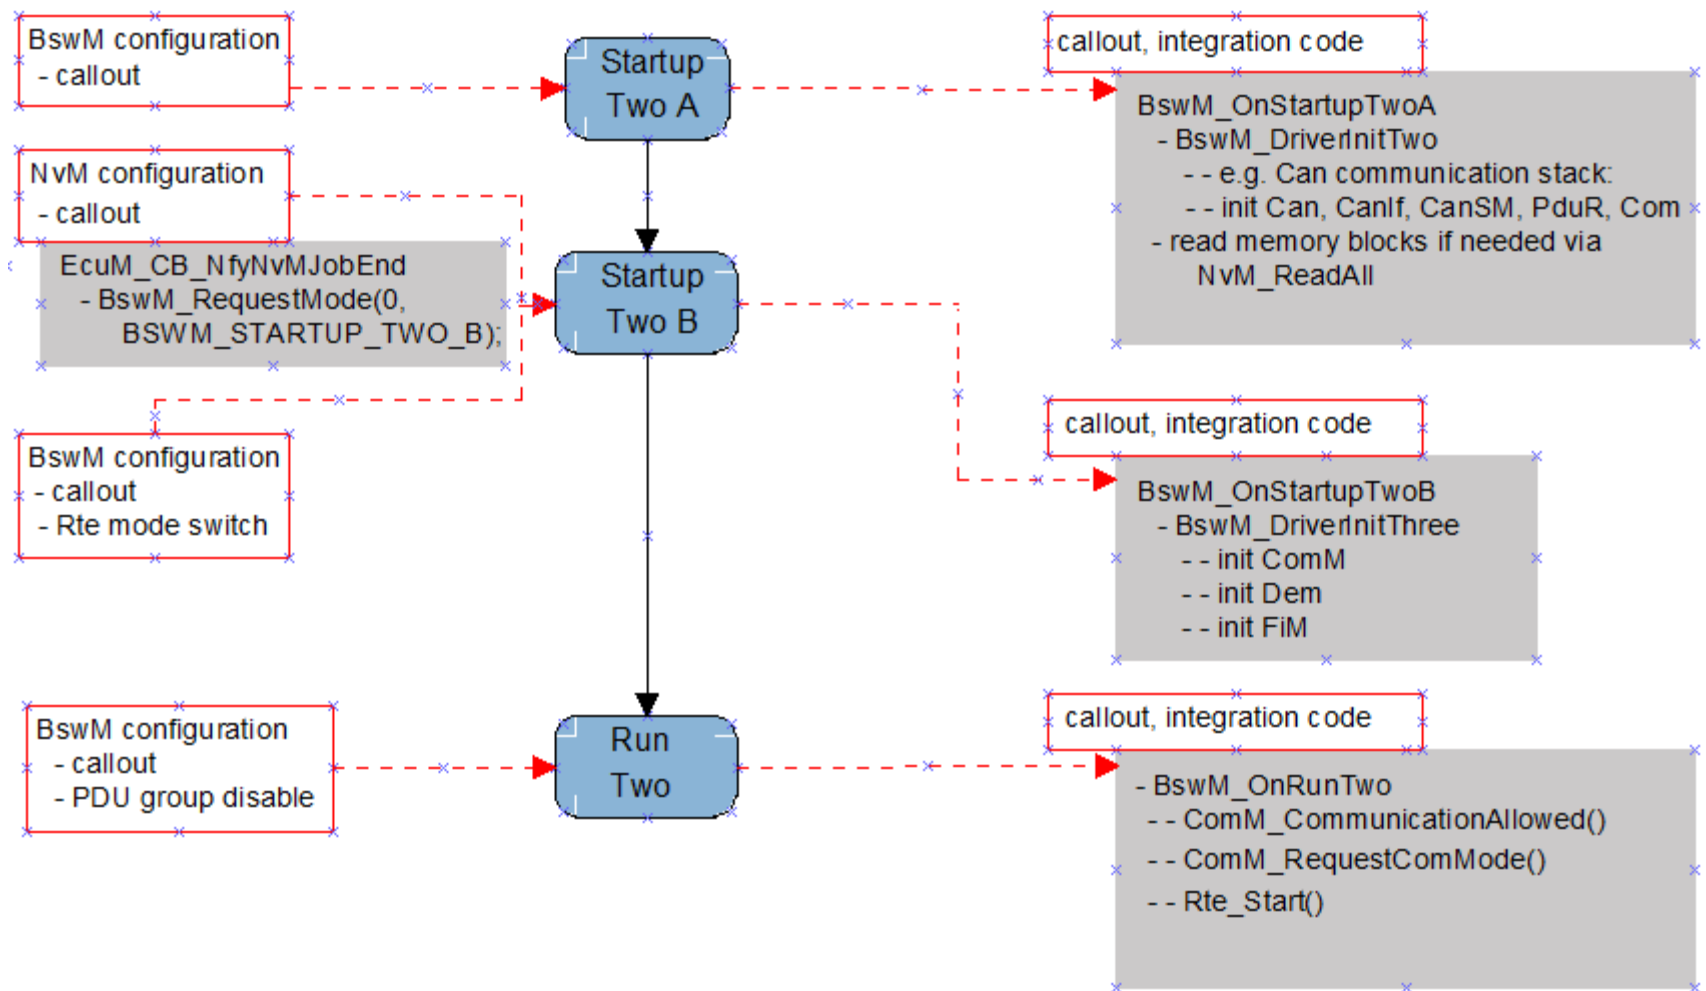 BswM configuration
- callout
Startup
Two A
callout, integration code
BswM_OnStartupTwoA
- BswM_DriverInitTwo
- - e.g. Can communication stack:
- - init Can, CanIf, CanSM, PduR, Com
- read memory blocks if needed via
NvM_ReadAll
NvM configuration
- callout
EcuM_CB_NfyNvMJobEnd
- BswM_RequestMode(0,
BSWM_STARTUP_TWO_B);
Startup
Two B
BswM configuration
- callout
- Rte mode switch
callout, integration code
BswM_OnStartupTwoB
- BswM_DriverInitThree
- - init ComM
- - init Dem
- - init FiM
BswM configuration
- callout
- PDU group disable
Run
Two
callout, integration code
- BswM_OnRunTwo
- - ComM_CommunicationAllowed()
- - ComM_RequestComMode()
- - Rte_Start()